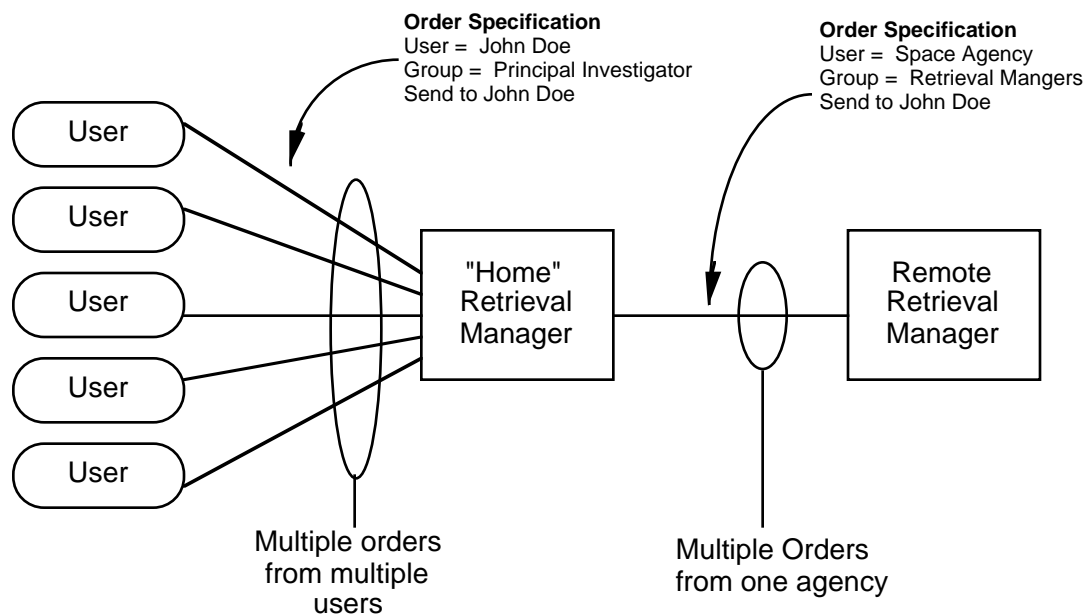 Order Specification
User =  John Doe
Group =  Principal Investigator
Send to John Doe
Order Specification
User =  Space Agency
Group =  Retrieval Mangers
Send to John Doe
User
User
User
User
User
"Home"
Retrieval
Manager
Remote
Retrieval
Manager
Multiple orders
from multiple
users
Multiple Orders
from one agency